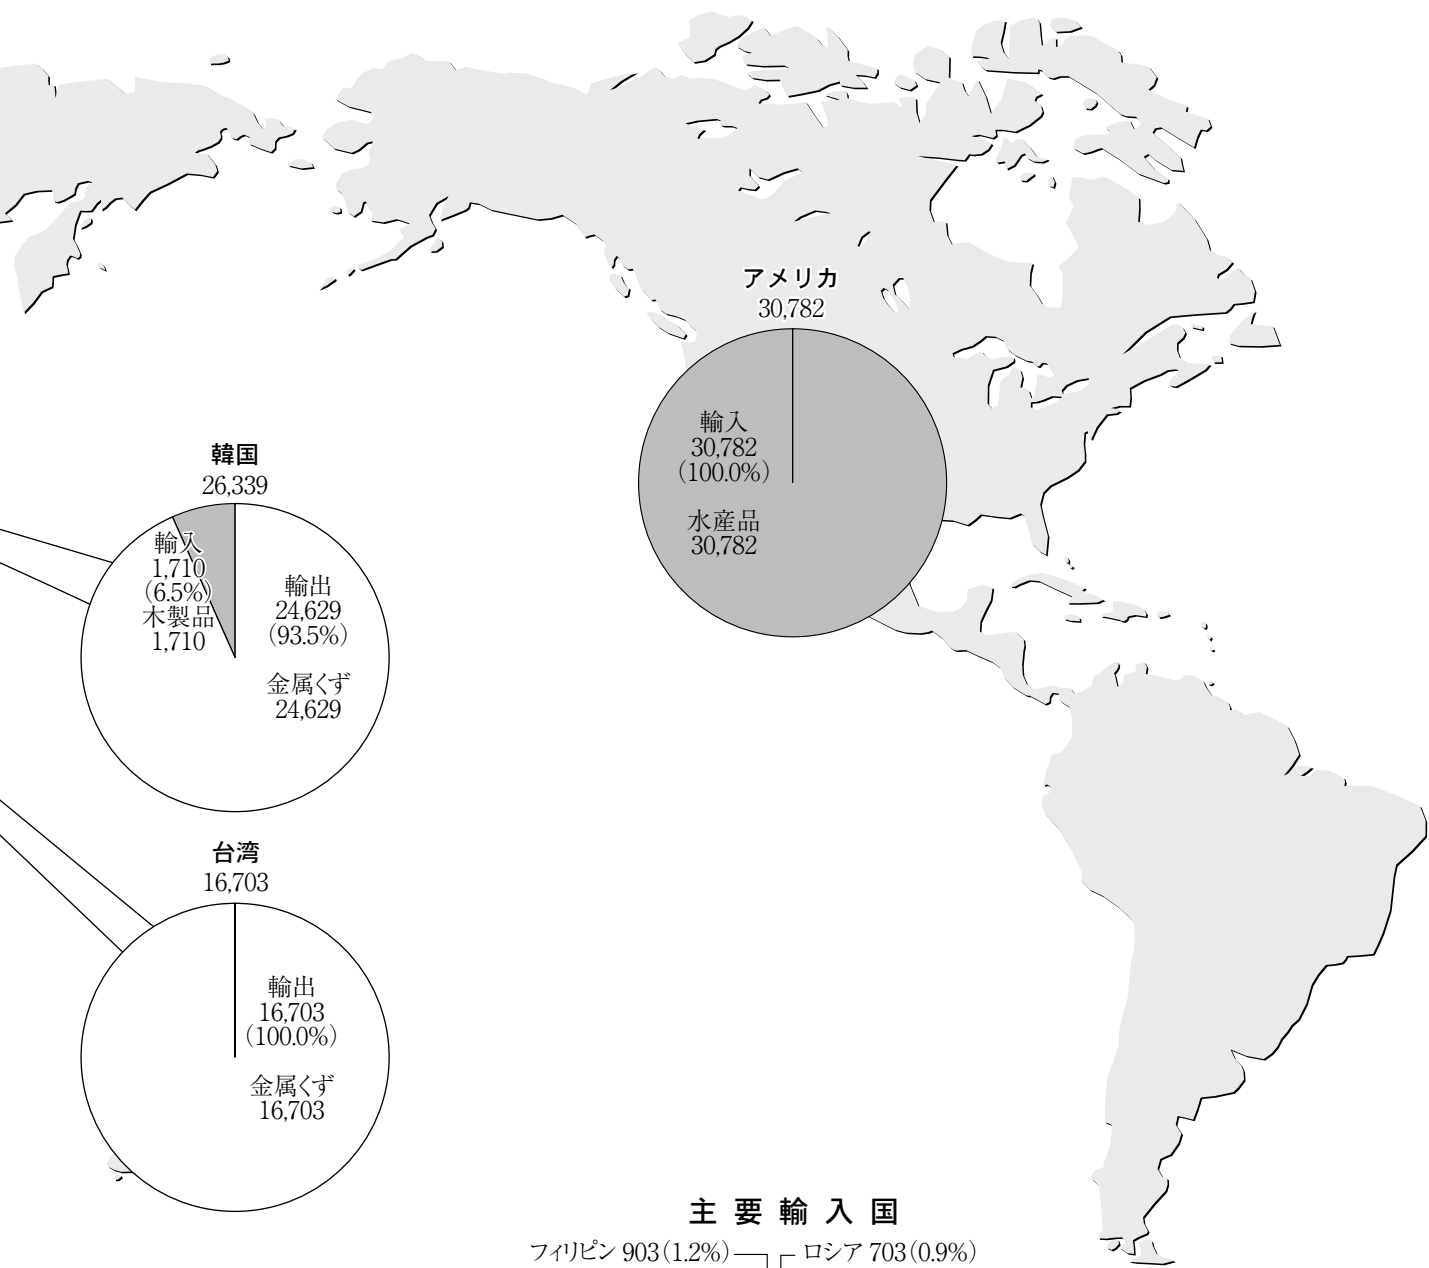 アメリカ
30,782
輸入
30,782
(100.0%)
水産品
30,782
韓国
26,339
輸入
1,710
(6.5%)
木製品
1,710
輸出
24,629
(93.5%)
金属くず
24,629
台湾
16,703
輸出
16,703
(100.0%)
金属くず
16,703
主要輸入国
フィリピン 903(1.2%)
ロシア 703(0.9%)